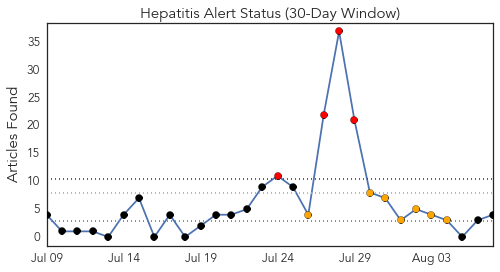 Hepatitis Alert Status (30-Day Window)
Articles Found
35
30
25
20
15
10
5
0
Jul 09 Jul 14 Jul 19 Jul 24 Jul 29 Aug 03